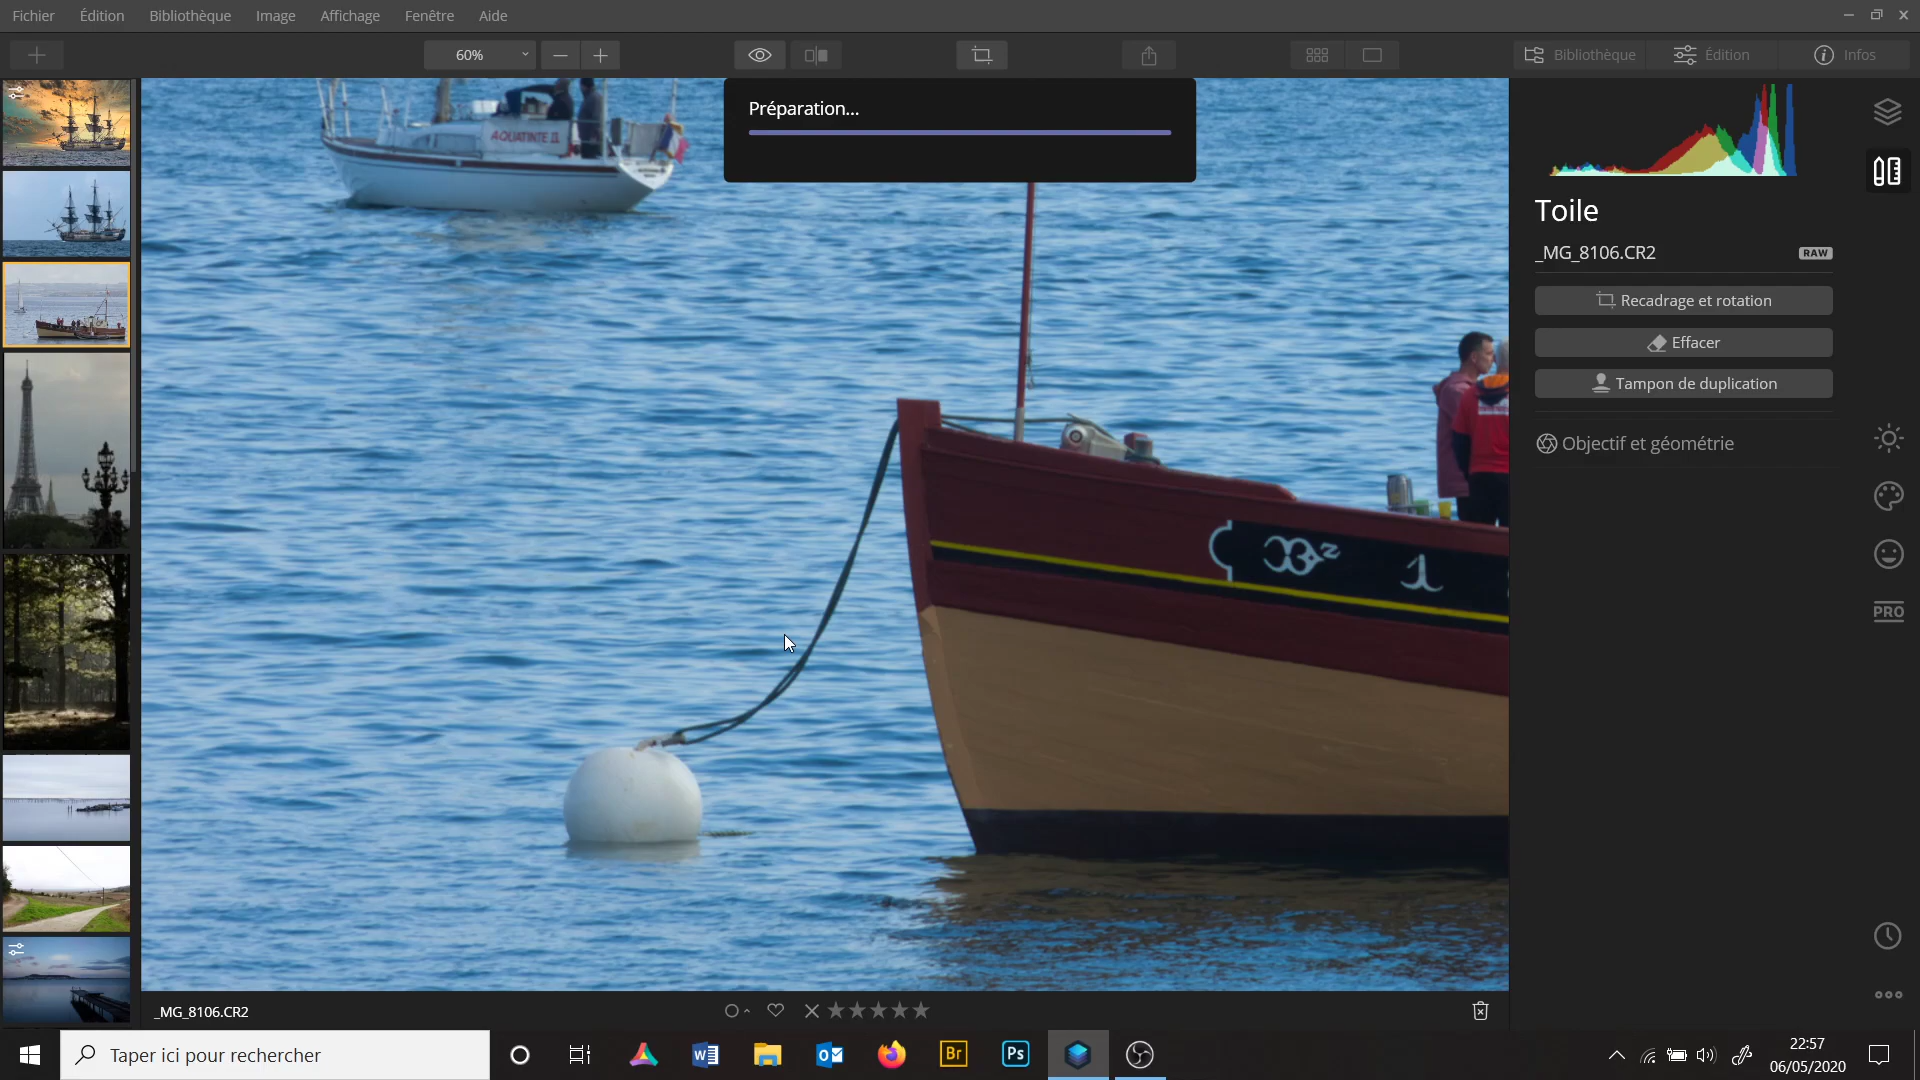 Fichier Édition Bibliothèque Image Affichage Fenêtre Aide
60%
Bibliothèque Édition Infos
Préparation...
AQUATINTE II
Toile
_MG_8106.CR2 RAW
Recadrage et rotation
Effacer
Tampon de duplication
Objectif et géométrie
PRO
_MG_8106.CR2
Taper ici pour rechercher
Br
Ps
22:57
06/05/2020